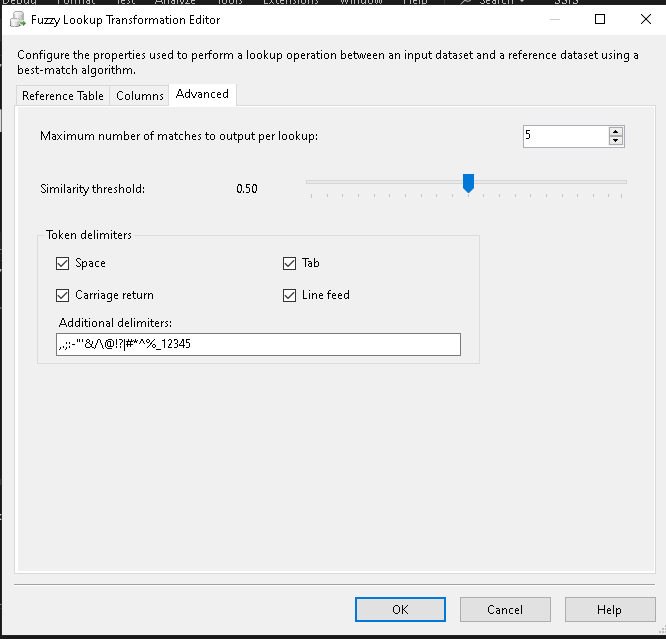 Debug Format Test Analyze Tools Extensions Window Help Search SSIS
Fuzzy Lookup Transformation Editor
Configure the properties used to perform a lookup operation between an input dataset and a reference dataset using a
best-match algorithm.
Reference Table Columns Advanced
Maximum number of matches to output per lookup: 5
Similarity threshold: 0.50
Token delimiters
Space Tab
Carriage return Line feed
Additional delimiters:
,.;:-"'&/\@!?|#*^%_12345
OK Cancel Help